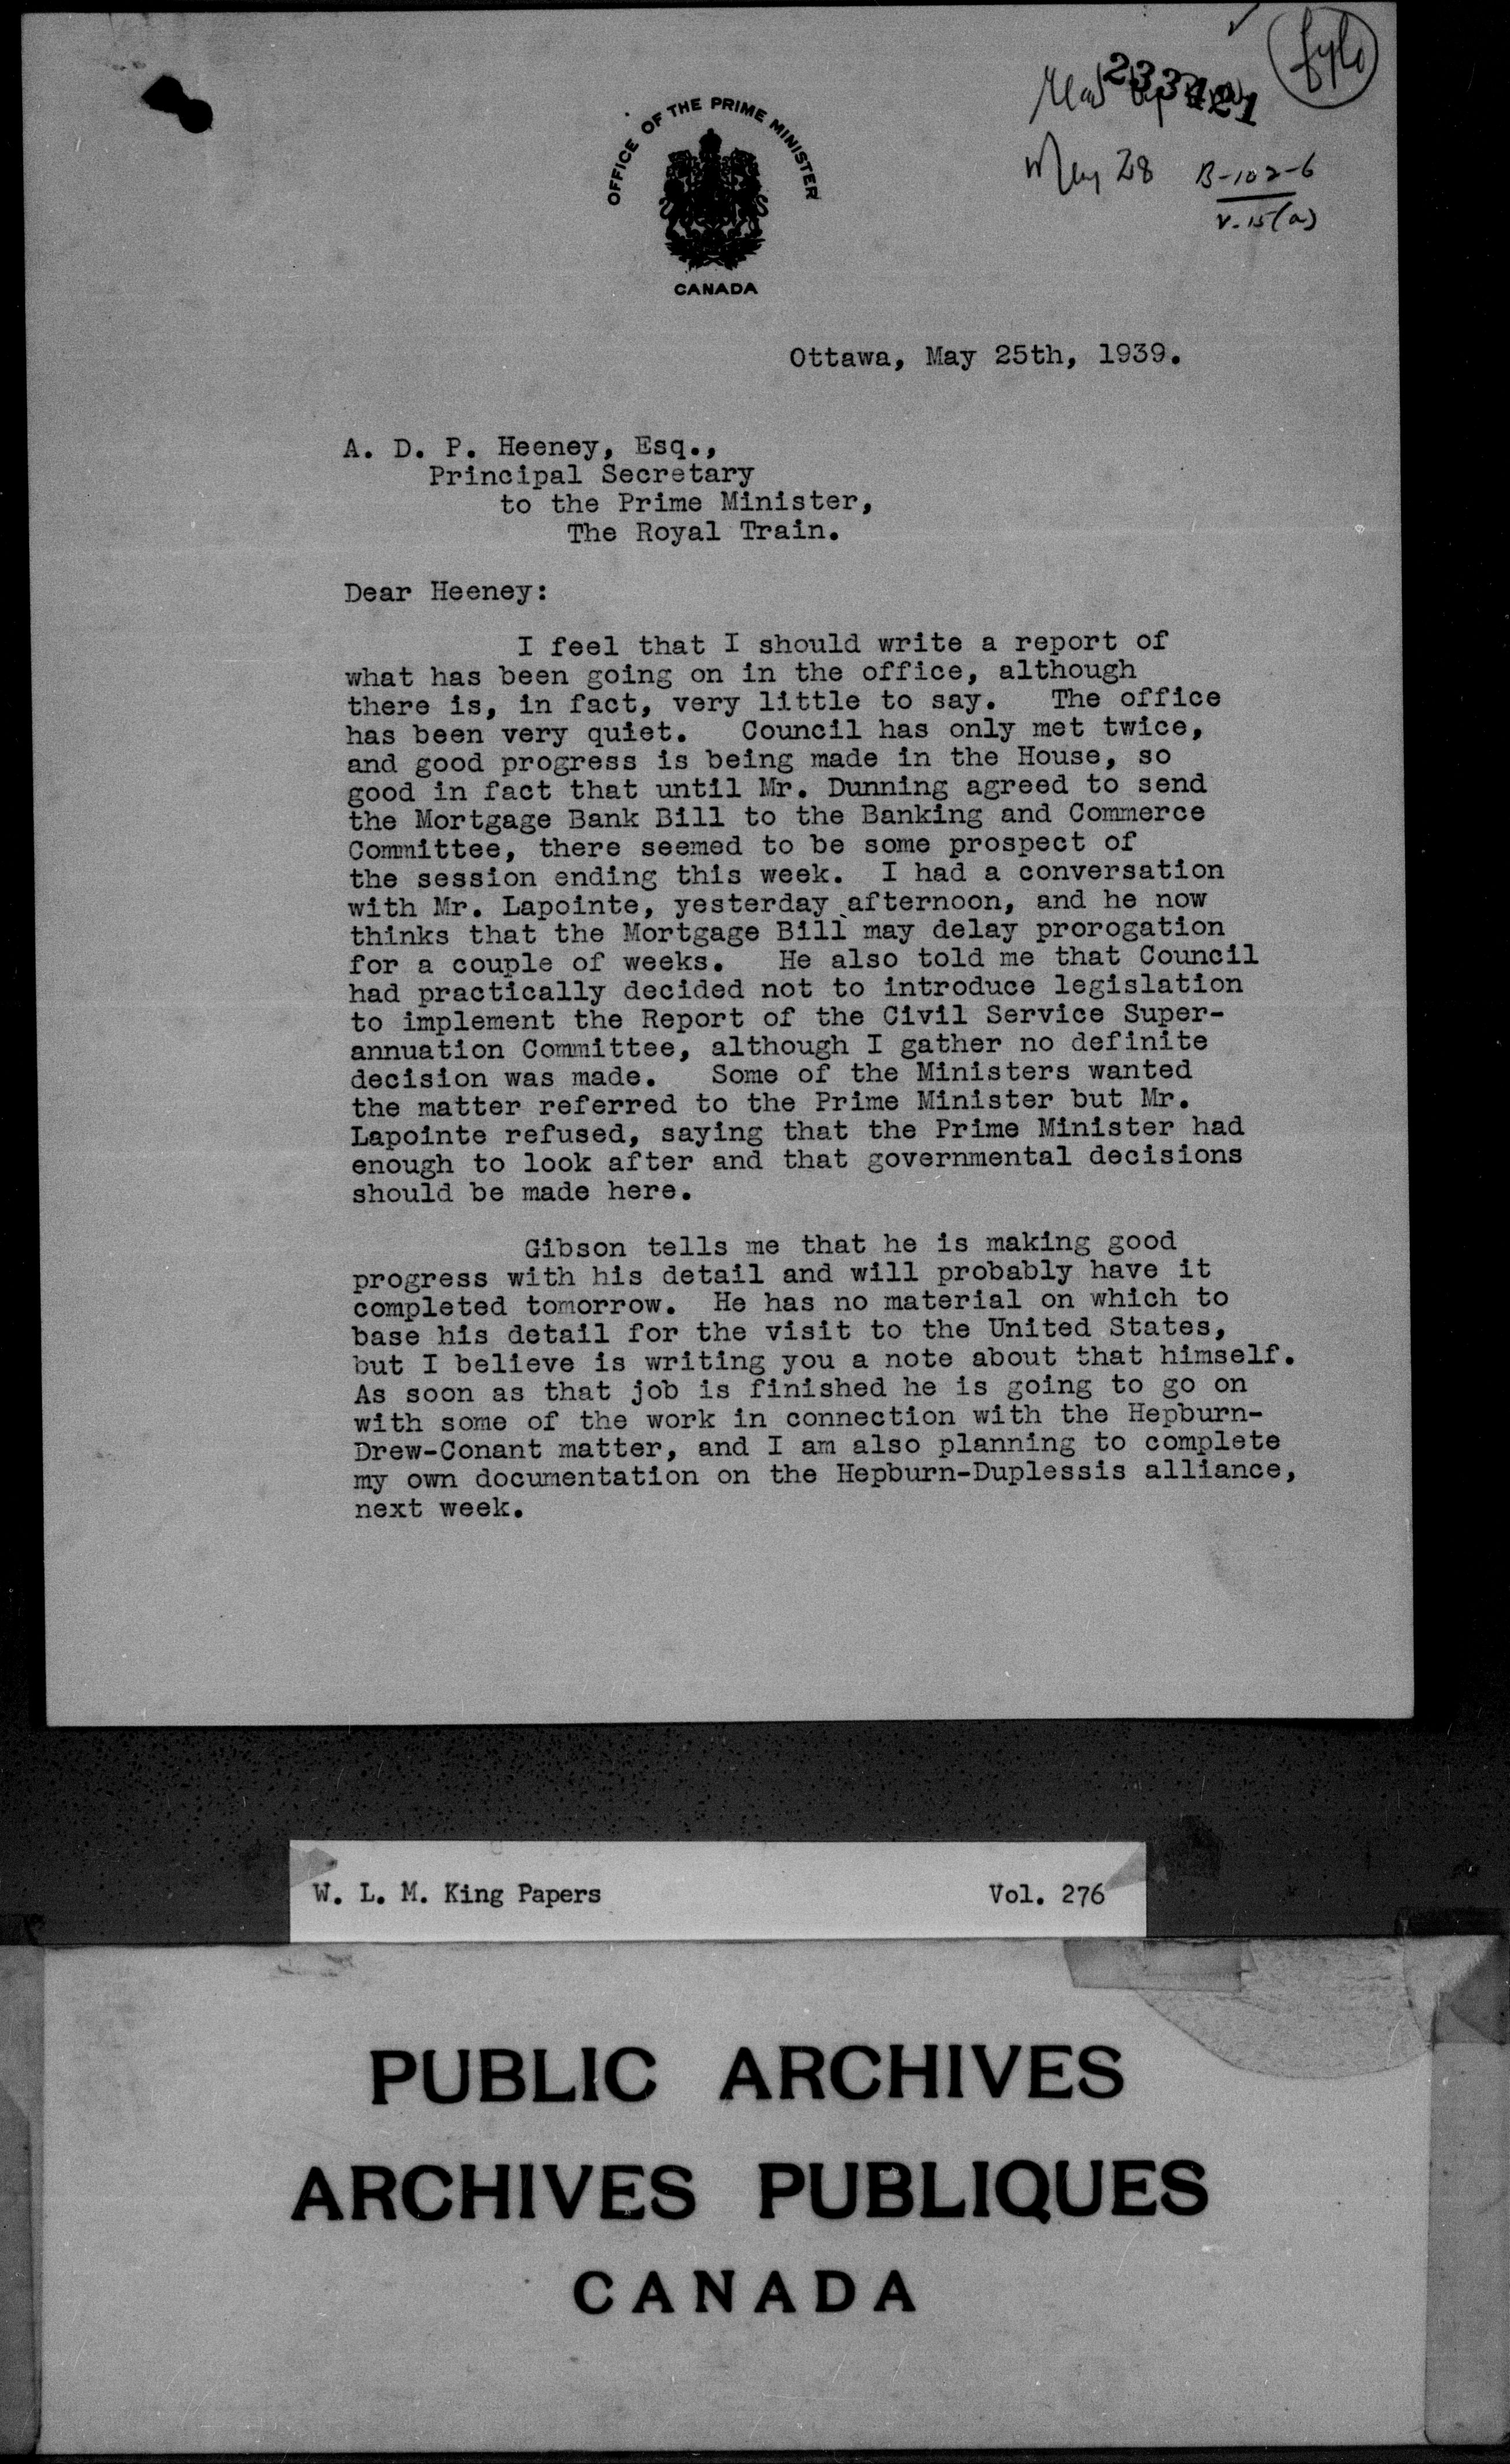 fyle
233421
May 28
B-102-6
V.15(a)
OFFICE OF THE PRIME MINISTER
CANADA
Ottawa, May 25th, 1939.
A. D. P. Heeney, Esq.,
Principal Secretary
to the Prime Minister,
The Royal Train.
Dear Heeney:
I feel that I should write a report of
what has been going on in the office, although
there is, in fact, very little to say. The office
has been very quiet. Council has only met twice,
and good progress is being made in the House, so
good in fact that until Mr. Dunning agreed to send
the Mortgage Bank Bill to the Banking and Commerce
Committee, there seemed to be some prospect of
the session ending this week. I had a conversation
with Mr. Lapointe, yesterday afternoon, and he now
thinks that the Mortgage Bill may delay prorogation
for a couple of weeks. He also told me that Council
had practically decided not to introduce legislation
to implement the Report of the Civil Service Super-
annuation Committee, although I gather no definite
decision was made. Some of the Ministers wanted
the matter referred to the Prime Minister but Mr.
Lapointe refused, saying that the Prime Minister had
enough to look after and that governmental decisions
should be made here.
Gibson tells me that he is making good
progress with his detail and will probably have it
completed tomorrow. He has no material on which to
base his detail for the visit to the United States,
but I believe is writing you a note about that himself.
As soon as that job is finished he is going to go on
with some of the work in connection with the Hepburn-
Drew-Conant matter, and I am also planning to complete
my own documentation on the Hepburn-Duplessis alliance,
next week.
W. L. M. King Papers Vol. 276
PUBLIC ARCHIVES
ARCHIVES PUBLIQUES
CANADA